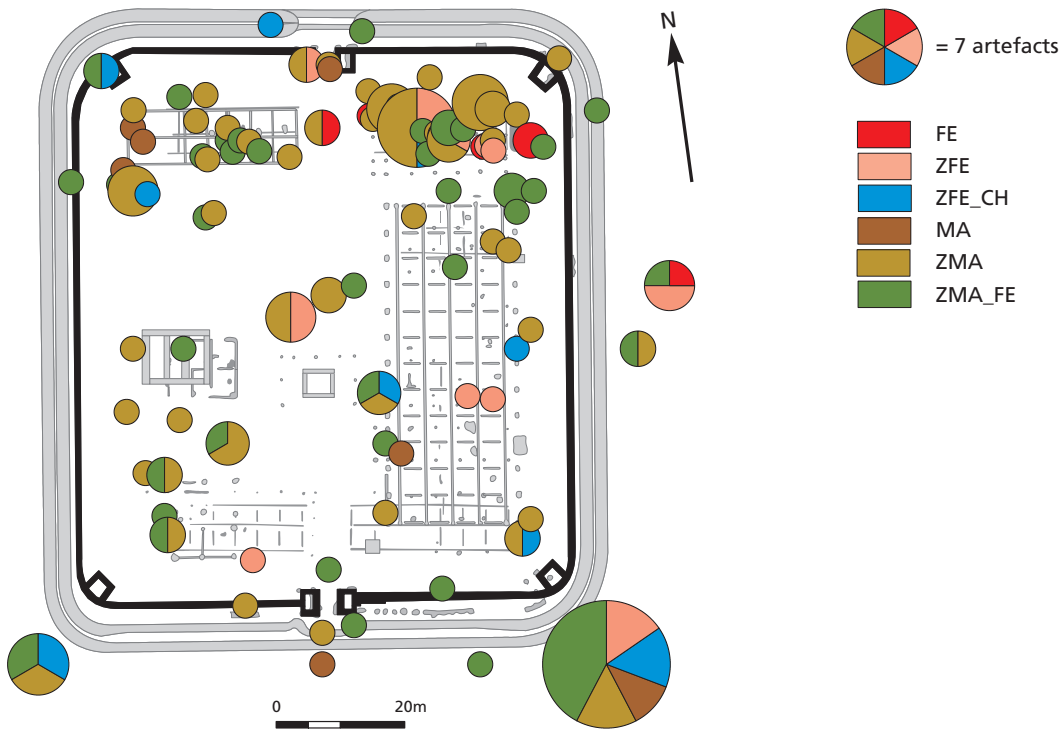 N
= 7 artefacts
FE
ZFE
ZFE_CH
MA
ZMA
ZMA_FE
0 20m